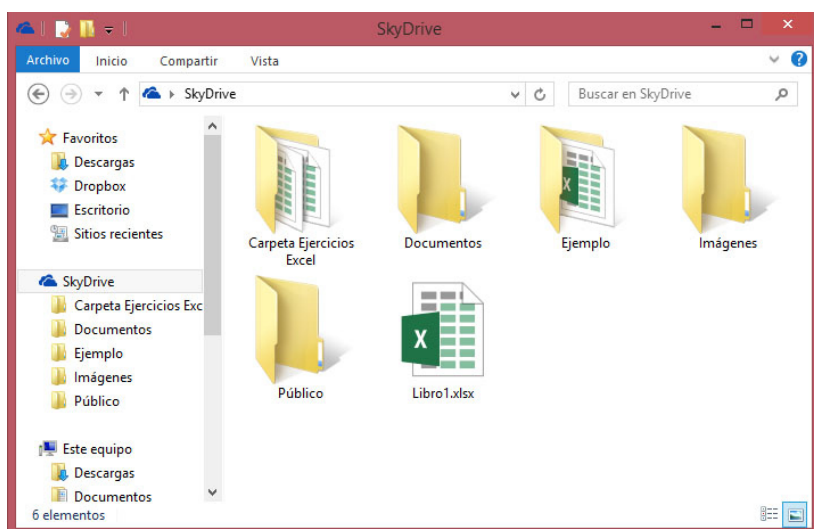 SkyDrive
Archivo Inicio Compartir Vista
SkyDrive Buscar en SkyDrive
Favoritos
Descargas
Dropbox
Escritorio
Sitios recientes
SkyDrive
Carpeta Ejercicios Exc
Documentos
Ejemplo
Imágenes
Público
Este equipo
Descargas
Documentos
Carpeta Ejercicios
Excel
Documentos
Ejemplo
Imágenes
Público
Libro1.xlsx
6 elementos